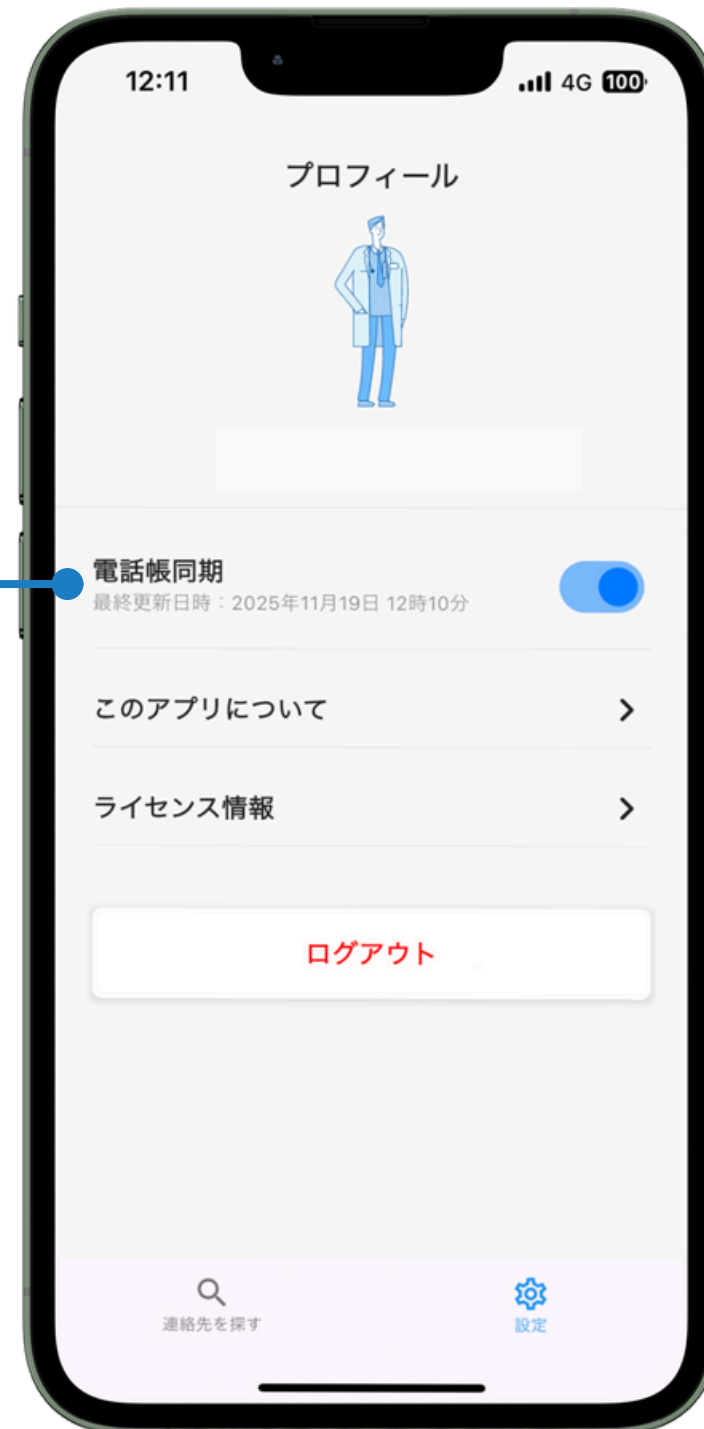 12:11
4G 100
プロフィール
電話帳同期
最終更新日時：2025年11月19日 12時10分
このアプリについて
ライセンス情報
ログアウト
連絡先を探す
設定